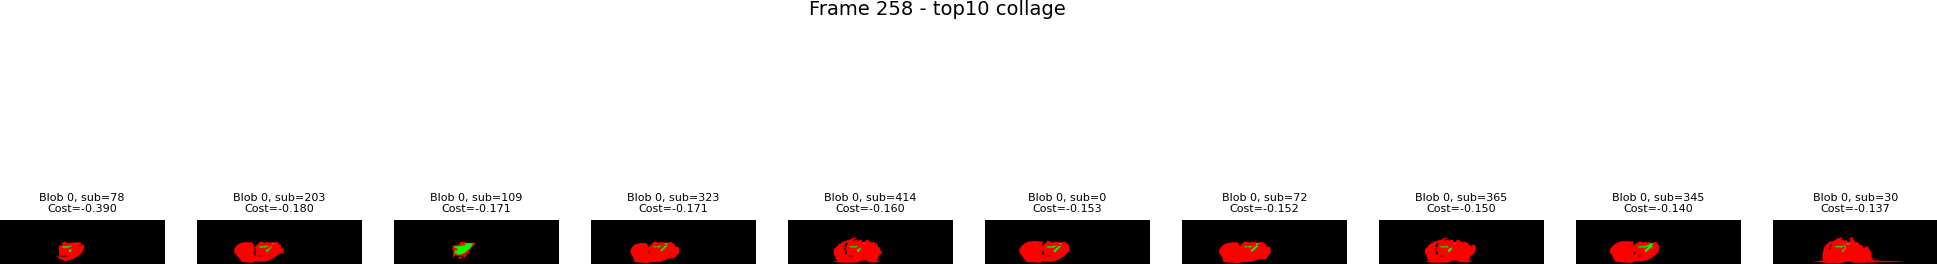 Frame 258 - top10 collage
Blob 0, sub=78
Cost=-0.390
Blob 0, sub=203
Cost=-0.180
Blob 0, sub=109
Cost=-0.171
Blob 0, sub=323
Cost=-0.171
Blob 0, sub=414
Cost=-0.160
Blob 0, sub=0
Cost=-0.153
Blob 0, sub=72
Cost=-0.152
Blob 0, sub=365
Cost=-0.150
Blob 0, sub=345
Cost=-0.140
Blob 0, sub=30
Cost=-0.137